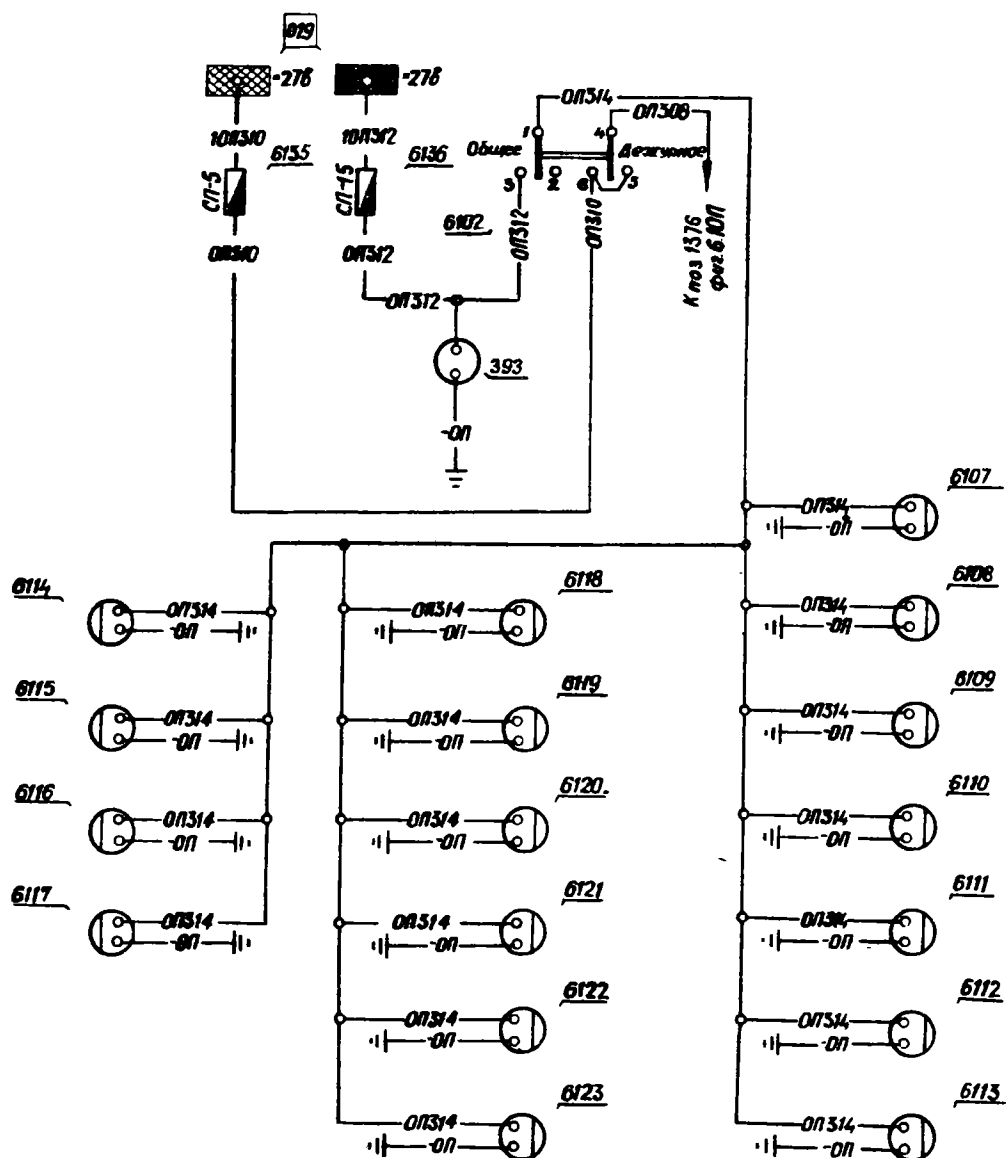 019
=27в
=27в
ОП314
ОП308
10П310
6135
10П312
6136
Общее
1
4
Дежурное
СП-5
СП-15
3
2
6
5
6102
ОП312
ОП310
К поз 1376
фиг.6.10П
ОП310
ОП312
ОП312
393
-ОП
6107
ОП314
-ОП
6114
ОП314
-ОП
6118
ОП314
-ОП
6108
ОП314
-ОП
6115
ОП314
-ОП
6119
ОП314
-ОП
6109
ОП314
-ОП
6116
ОП314
-ОП
6120
ОП314
-ОП
6110
ОП314
-ОП
6117
ОП314
-ОП
6121
ОП314
-ОП
6111
ОП314
-ОП
6122
ОП314
-ОП
6112
ОП314
-ОП
6123
ОП314
-ОП
6113
ОП314
-ОП